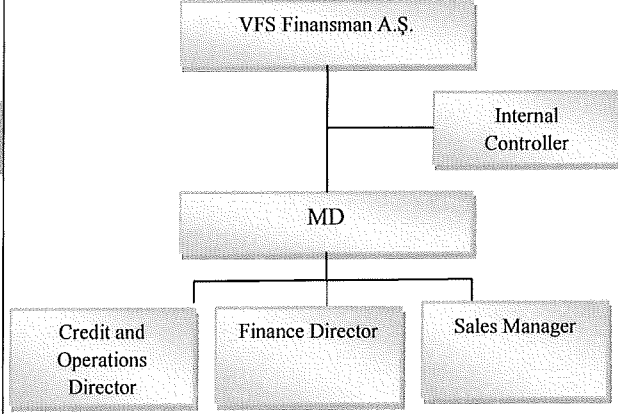 VFS Finansman A.Ş.
Internal
Controller
MD
Credit and
Operations
Director
Finance Director
Sales Manager